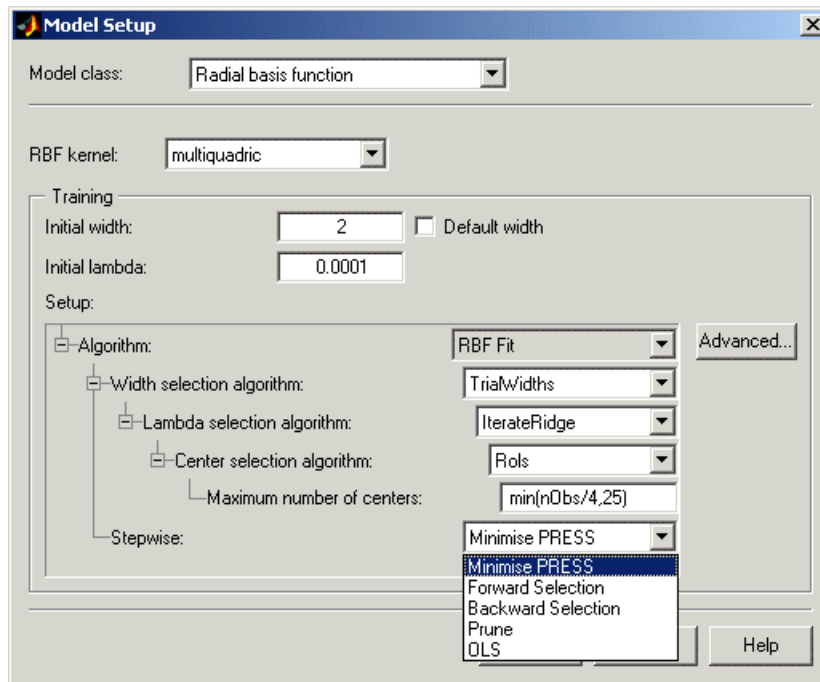 Model Setup
Model class: Radial basis function
RBF kernel: multiquadric
Training
Initial width: 2 Default width
Initial lambda: 0.0001
Setup:
Algorithm: RBF Fit Advanced...
Width selection algorithm: TrialWidths
Lambda selection algorithm: IterateRidge
Center selection algorithm: Rols
Maximum number of centers: min(nObs/4,25)
Stepwise: Minimise PRESS
Minimise PRESS
Forward Selection
Backward Selection
Prune
OLS
Help